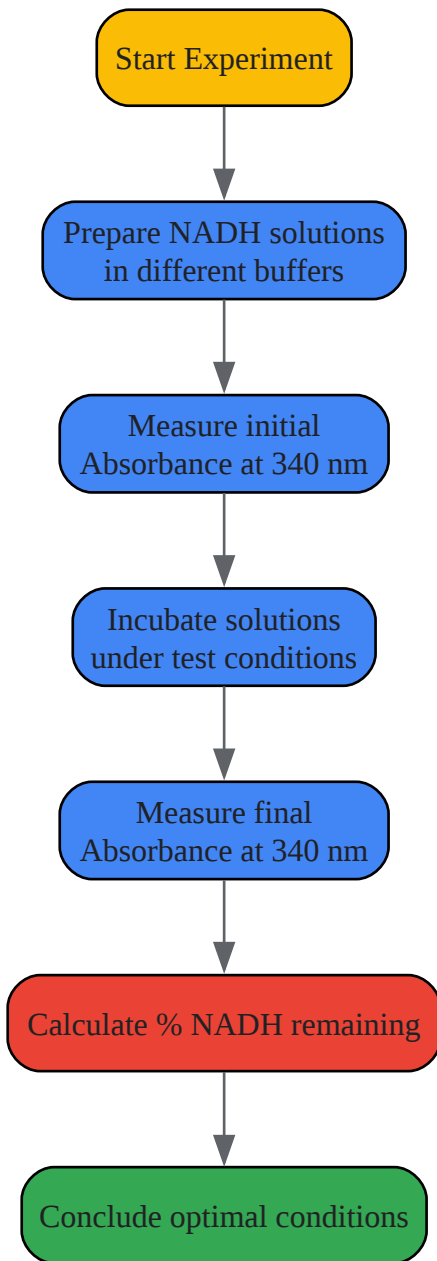 Start Experiment
Prepare NADH solutions
in different buffers
Measure initial
Absorbance at 340 nm
Incubate solutions
under test conditions
Measure final
Absorbance at 340 nm
Calculate % NADH remaining
Conclude optimal conditions